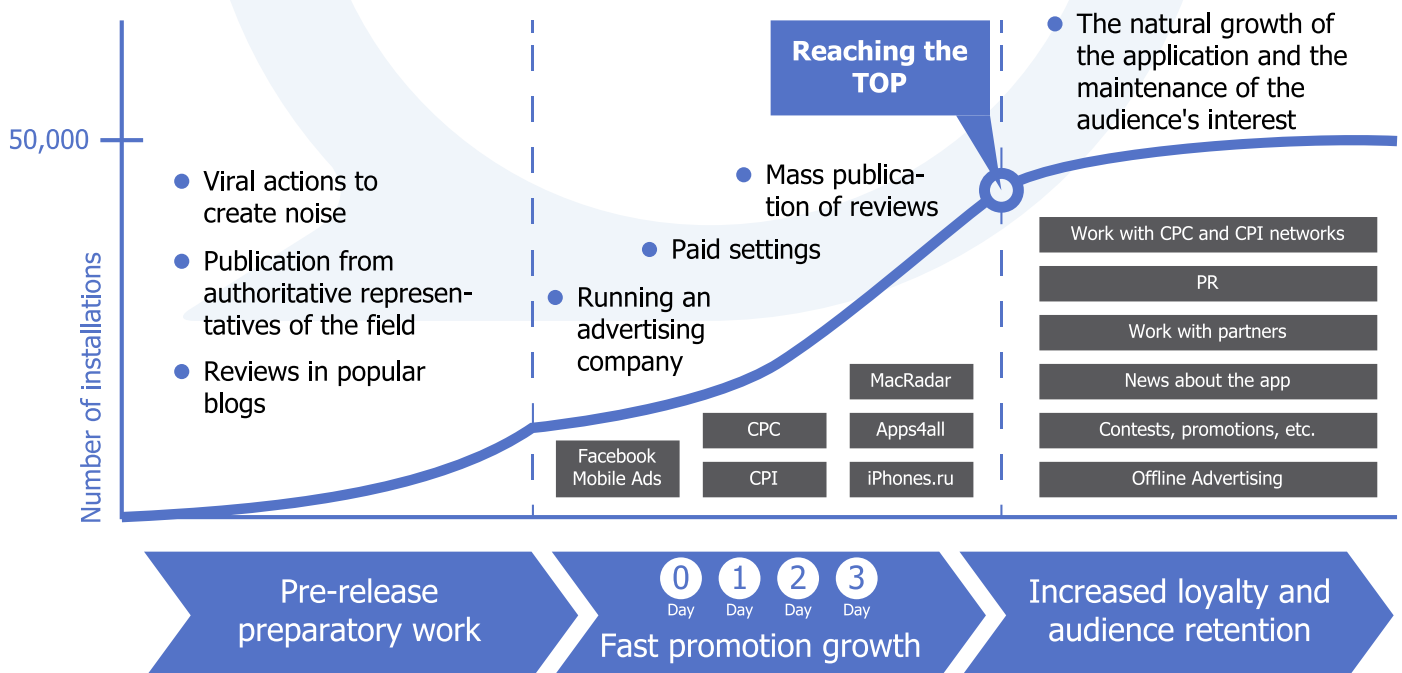 50,000
Number of installations
Viral actions to
create noise
Publication from
authoritative represen-
tatives of the field
Reviews in popular
blogs
Running an
advertising
company
Paid settings
Mass publica-
tion of reviews
Reaching the
TOP
The natural growth of
the application and the
maintenance of the
audience's interest
Facebook
Mobile Ads
CPC
CPI
MacRadar
Apps4all
iPhones.ru
Work with CPC and CPI networks
PR
Work with partners
News about the app
Contests, promotions, etc.
Offline Advertising
Pre-release
preparatory work
0 1 2 3
Day Day Day Day
Fast promotion growth
Increased loyalty and
audience retention